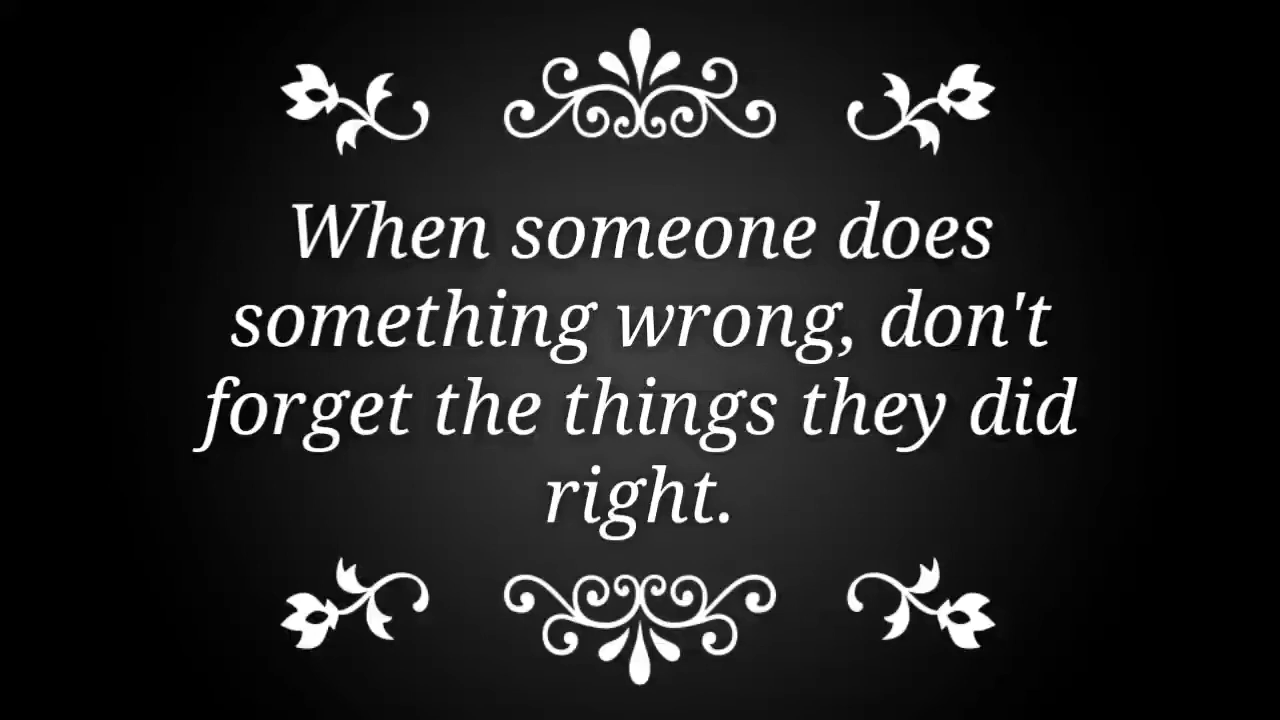 When someone does
something wrong, don't
forget the things they did
right.